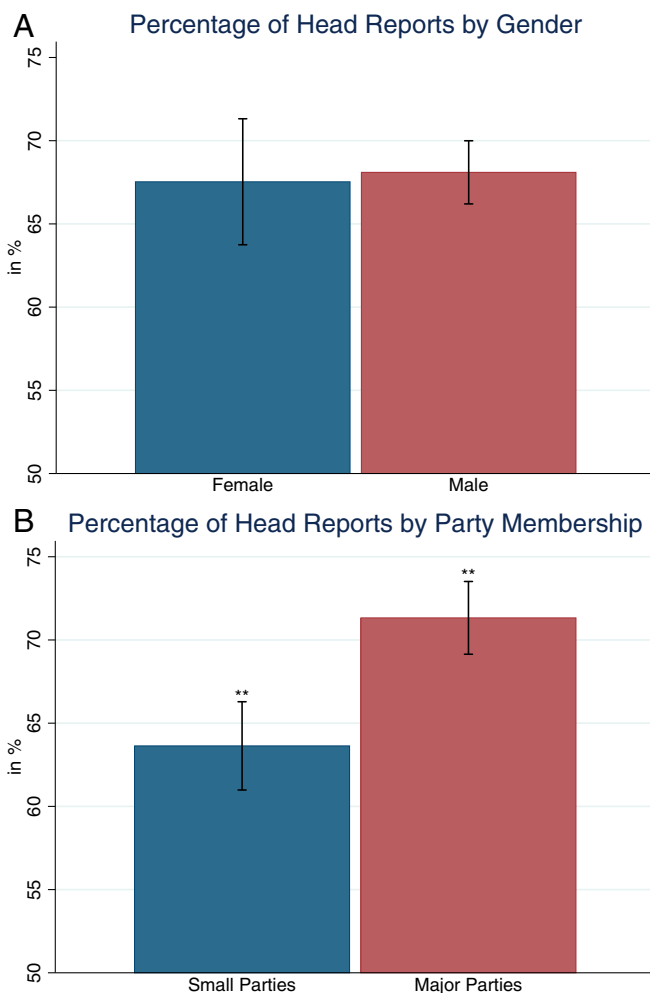 A
Percentage of Head Reports by Gender
75
70
65
60
55
50
in %
Female
Male
B
Percentage of Head Reports by Party Membership
75
70
65
60
55
50
in %
**
**
Small Parties
Major Parties